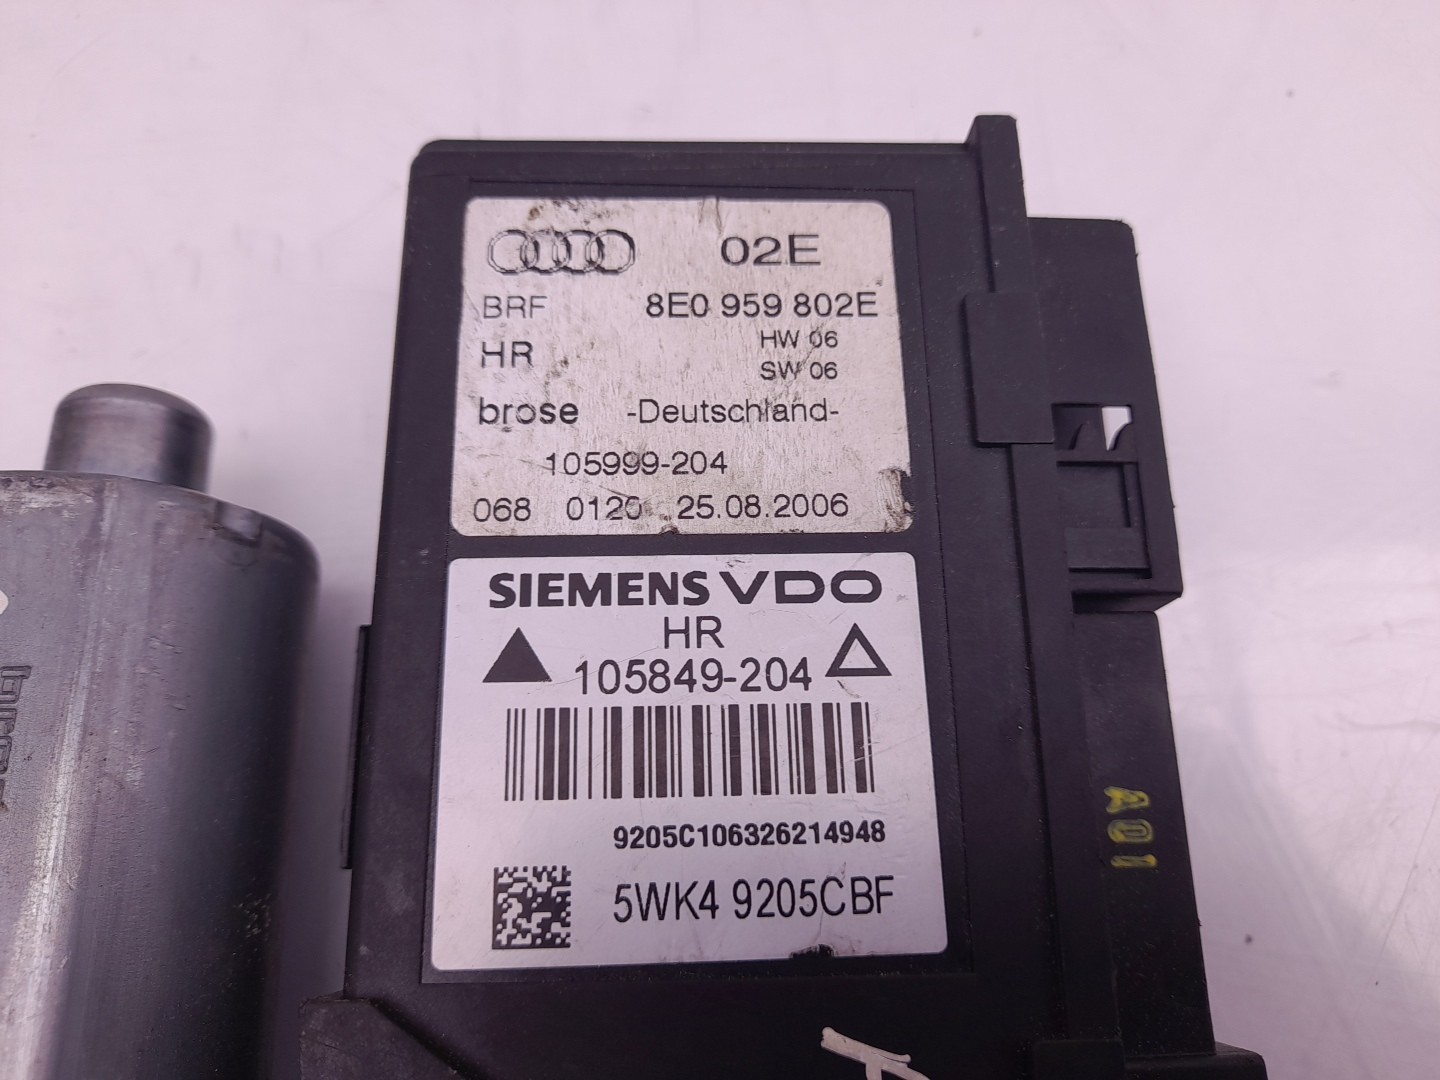 02E
BRF 8E0 959 802E
HR HW 06
SW 06
brose -Deutschland-
105999-204
068 0120 25.08.2006
SIEMENS VDO
HR
105849-204
9205C106326214948
5WK4 9205CBF
A01
brose